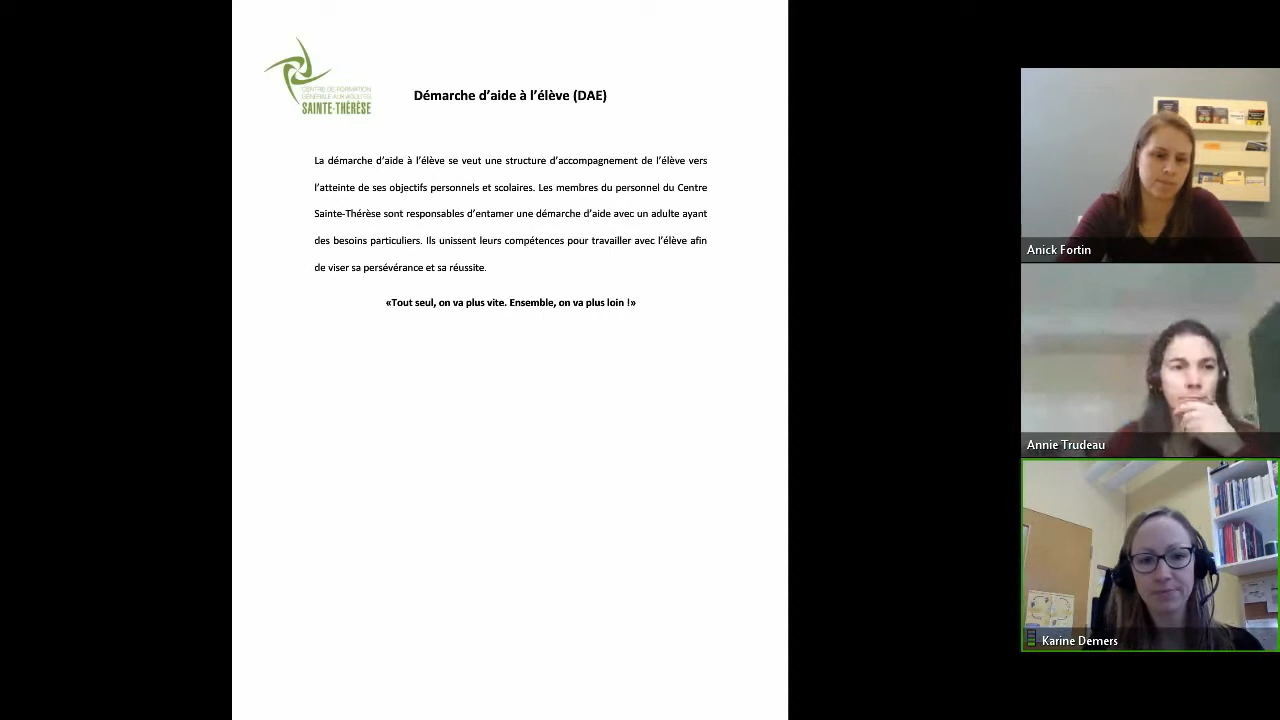 CENTRE DE FORMATION
GÉNÉRALE AUX ADULTES
SAINTE-THÉRÈSE
Démarche d'aide à l'élève (DAE)
La démarche d'aide à l'élève se veut une structure d'accompagnement de l'élève vers
l'atteinte de ses objectifs personnels et scolaires. Les membres du personnel du Centre
Sainte-Thérèse sont responsables d'entamer une démarche d'aide avec un adulte ayant
des besoins particuliers. Ils unissent leurs compétences pour travailler avec l'élève afin
de viser sa persévérance et sa réussite.
«Tout seul, on va plus vite. Ensemble, on va plus loin !»
Anick Fortin
Annie Trudeau
Karine Demers